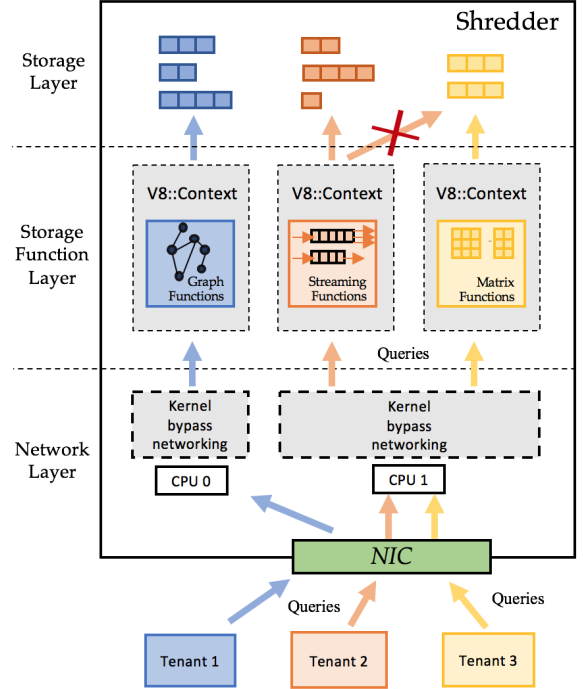 Shredder
Storage
Layer
V8::Context
V8::Context
V8::Context
Storage
Function
Layer
Graph
Functions
Streaming
Functions
Matrix
Functions
Queries
Network
Layer
Kernel
bypass
networking
Kernel
bypass
networking
CPU 0
CPU 1
NIC
Queries
Queries
Tenant 1
Tenant 2
Tenant 3